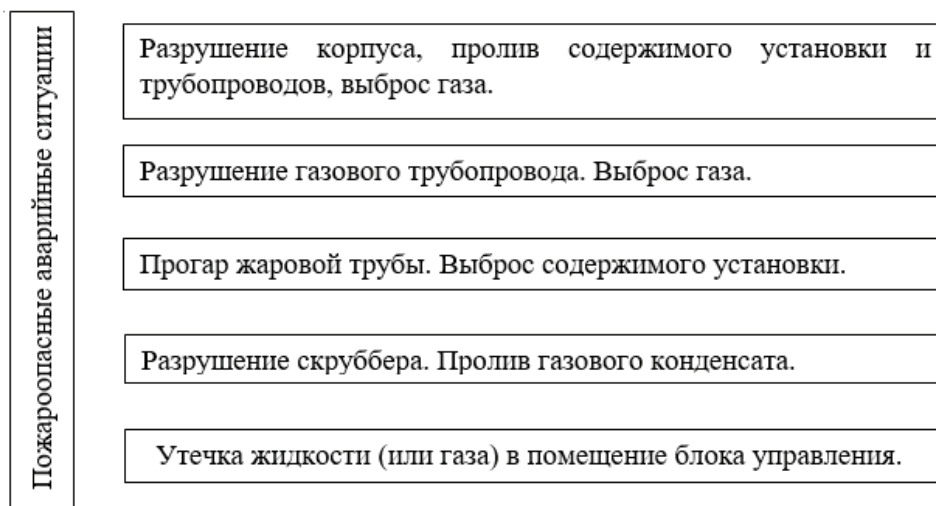 Пожароопасные аварийные ситуации
Разрушение корпуса, пролив содержимого установки и
трубопроводов, выброс газа.
Разрушение газового трубопровода. Выброс газа.
Прогар жаровой трубы. Выброс содержимого установки.
Разрушение скруббера. Пролив газового конденсата.
Утечка жидкости (или газа) в помещение блока управления.